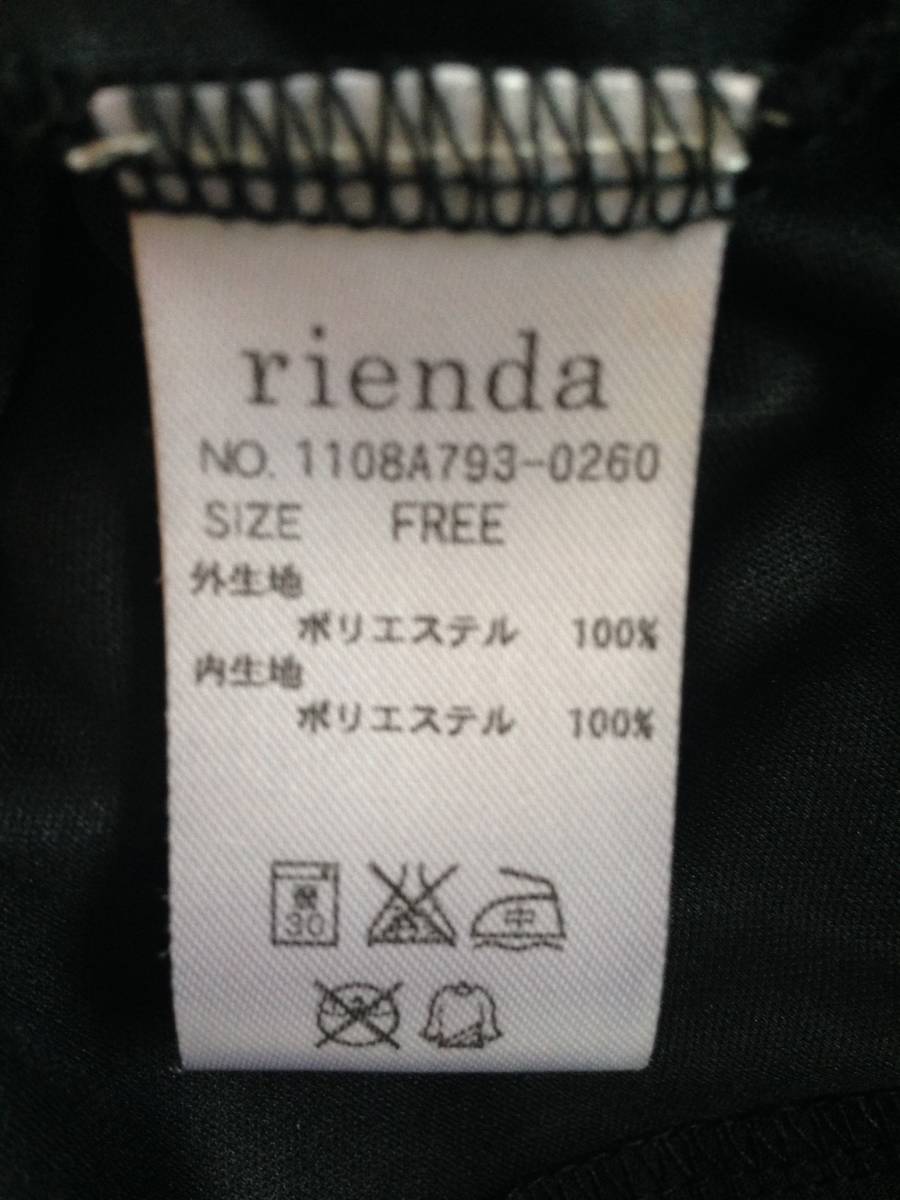 rienda
NO. 1108A793-0260
SIZE FREE
外生地
ポリエステル 100%
内生地
ポリエステル 100%
30
中